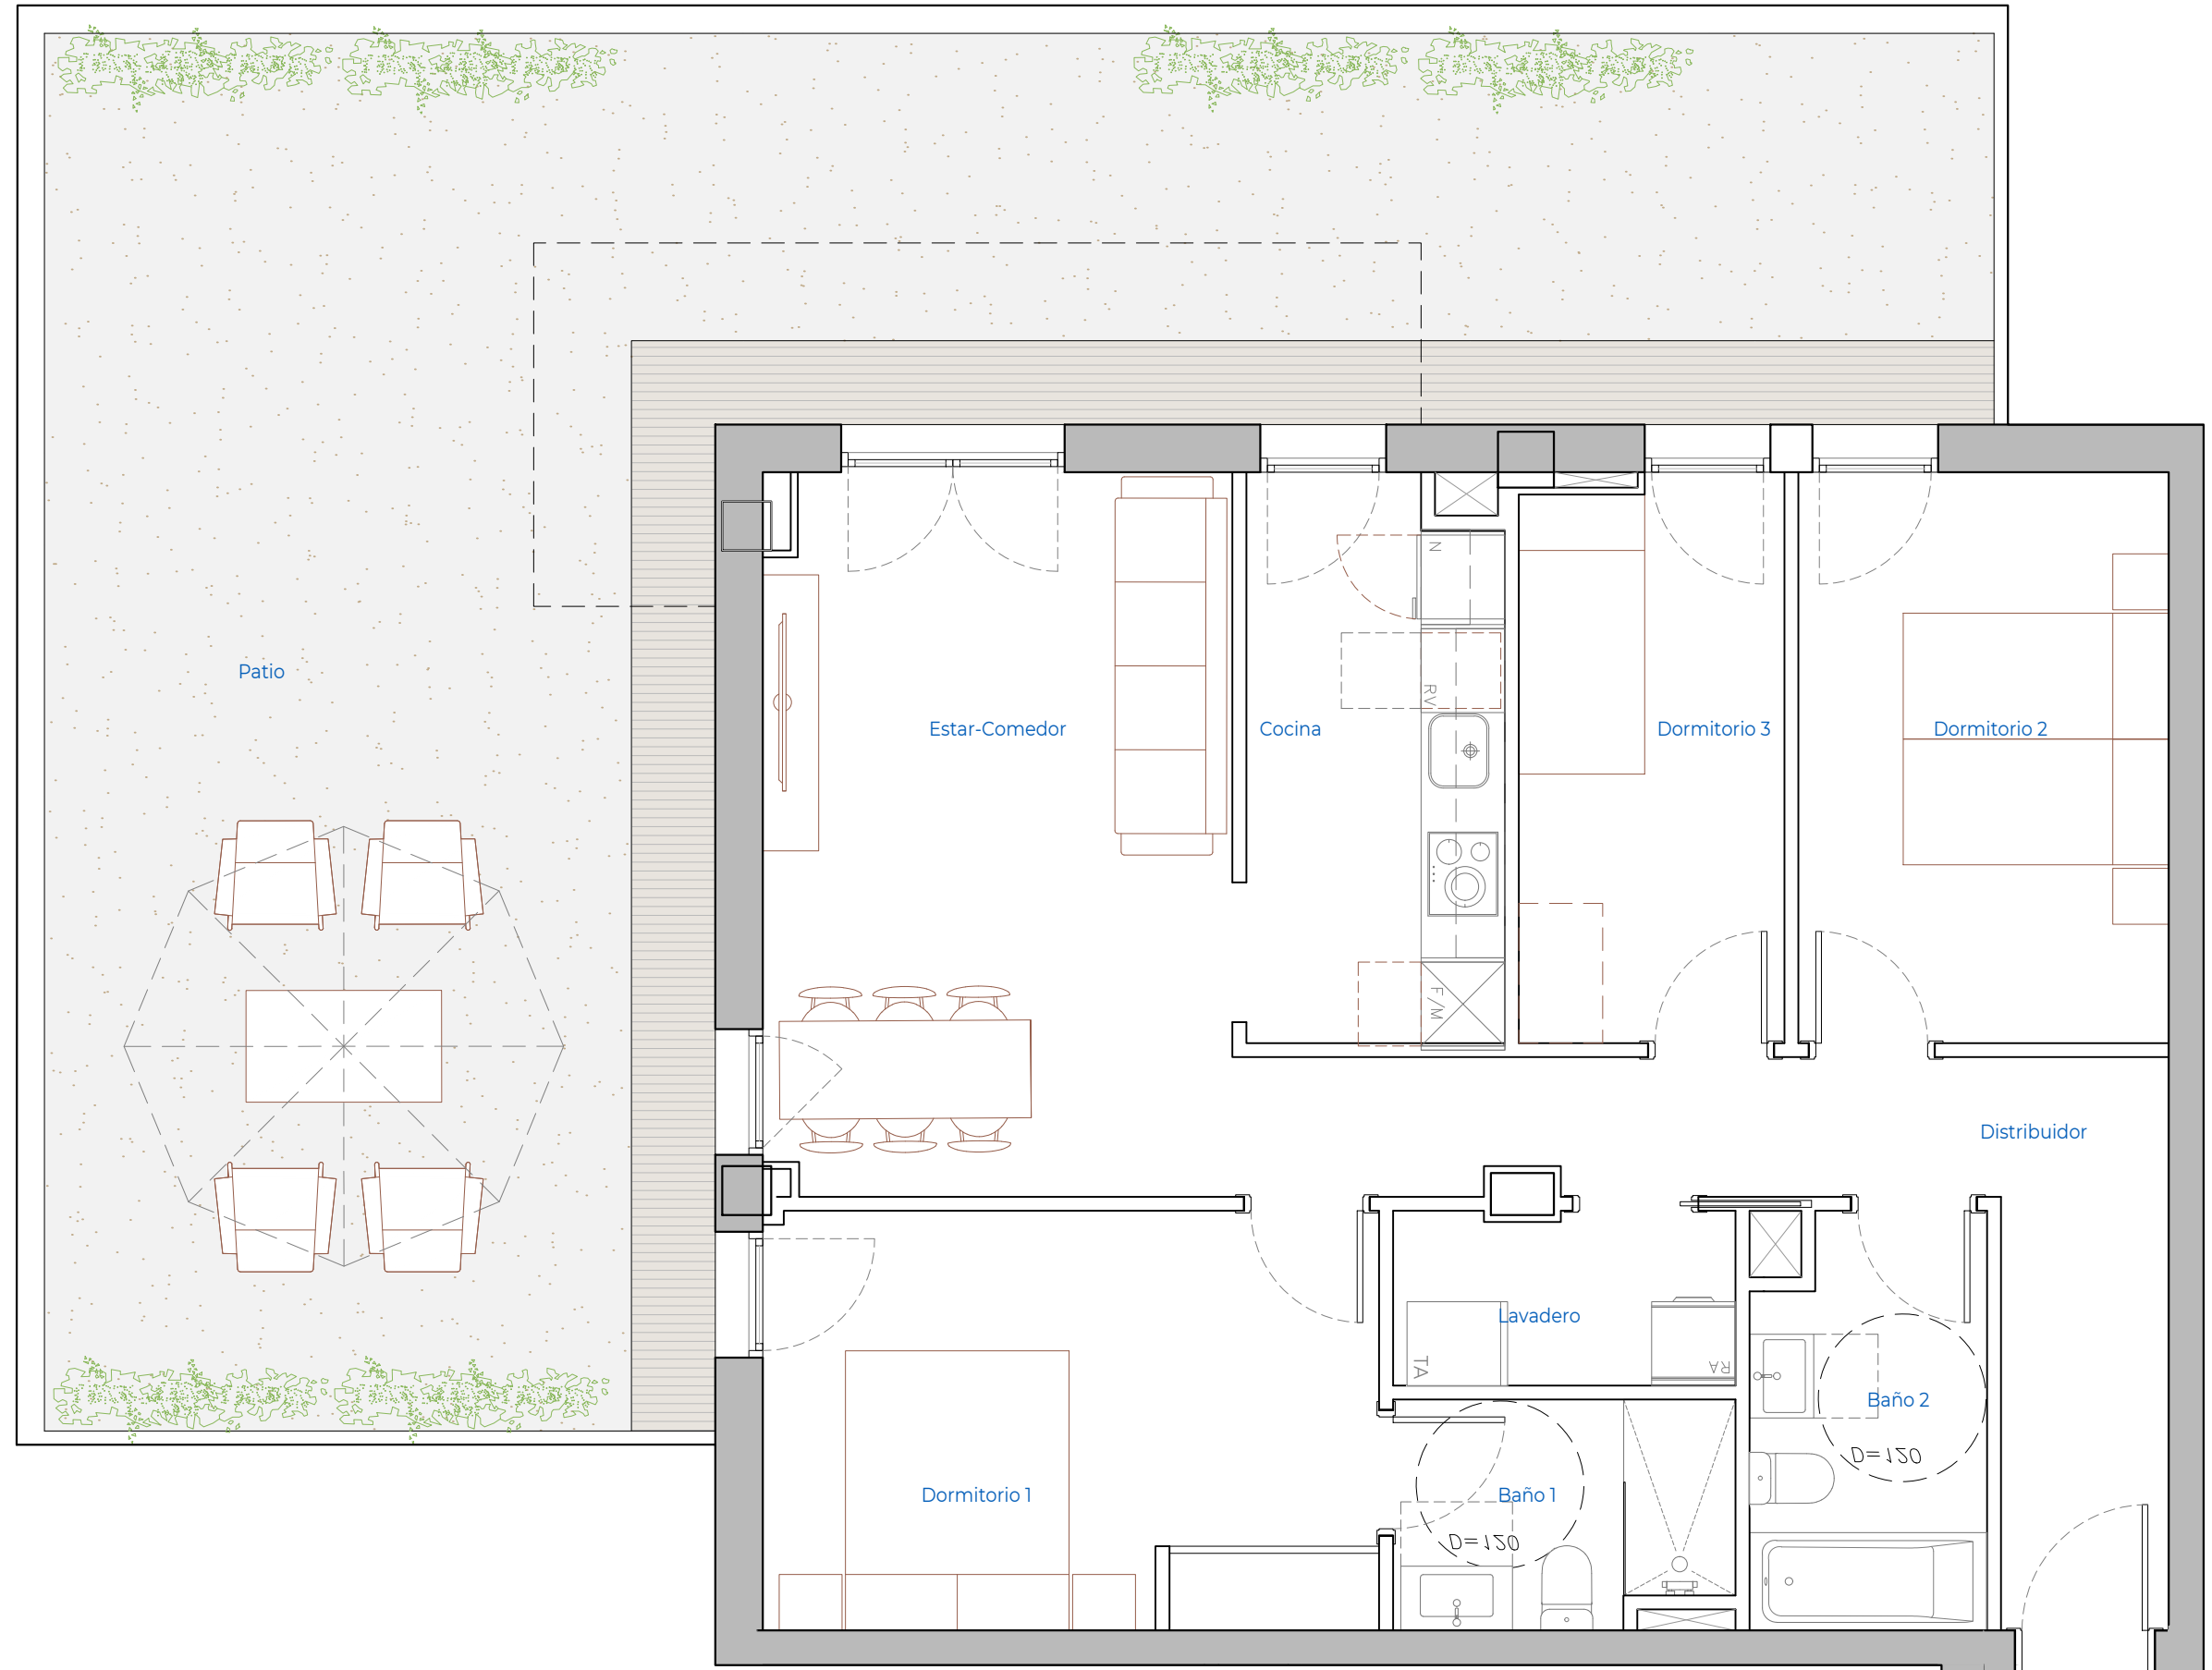 N
RV
Patio
Estar-Comedor
Cocina
Dormitorio 3
Dormitorio 2
F/M
Distribuidor
Lavadero
TA
RA
Baño 2
D=120
Dormitorio 1
Baño 1
D=120